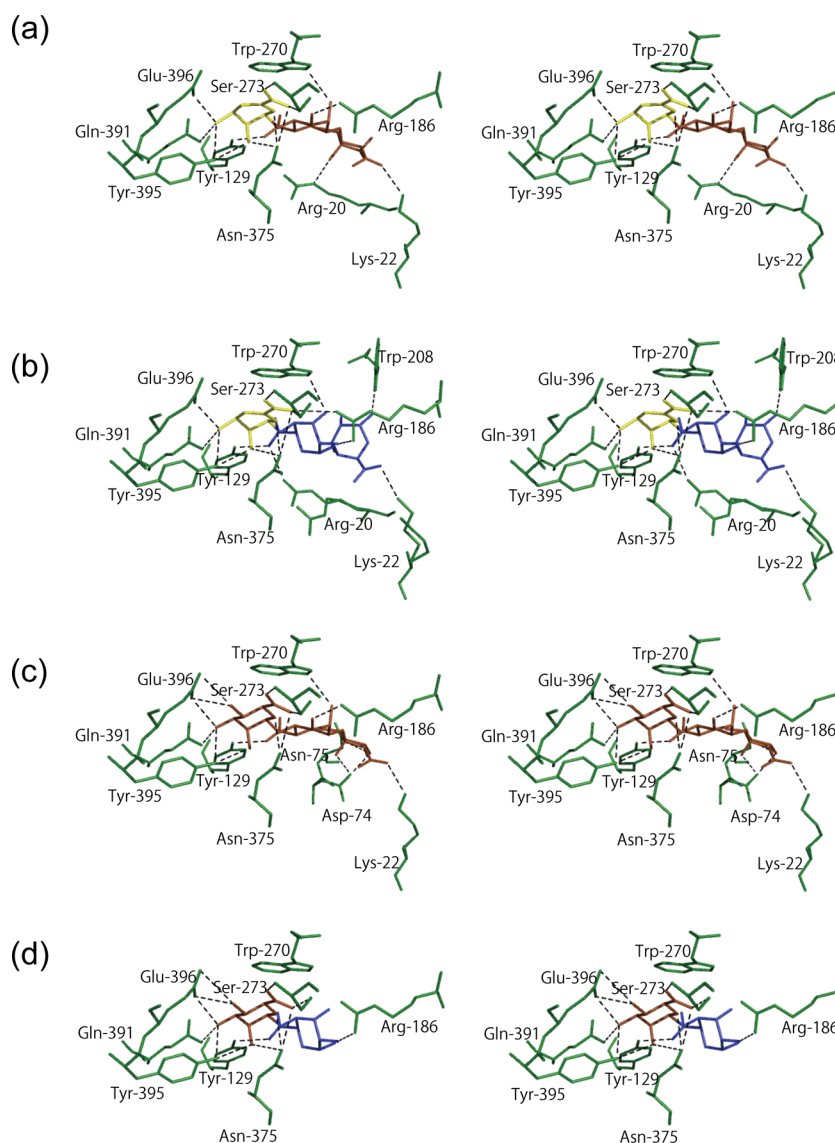 (a)
Trp-270 Trp-270
Glu-396 Ser-273 Glu-396 Ser-273
Gln-391 Arg-186 Gln-391 Arg-186
Tyr-395 Tyr-129 Arg-20 Tyr-395 Tyr-129 Arg-20
Asn-375 Lys-22 Asn-375 Lys-22
(b)
Trp-270 Trp-208 Trp-270 Trp-208
Glu-396 Ser-273 Glu-396 Ser-273
Gln-391 Arg-186 Gln-391 Arg-186
Tyr-395 Tyr-129 Arg-20 Tyr-395 Tyr-129 Arg-20
Asn-375 Lys-22 Asn-375 Lys-22
(c)
Trp-270 Trp-270
Glu-396 Ser-273 Glu-396 Ser-273
Gln-391 Arg-186 Gln-391 Arg-186
Tyr-395 Tyr-129 Asn-75 Tyr-395 Tyr-129 Asn-75
Asn-375 Asp-74 Asn-375 Asp-74
Lys-22 Lys-22
(d)
Trp-270 Trp-270
Glu-396 Ser-273 Glu-396 Ser-273
Gln-391 Arg-186 Gln-391 Arg-186
Tyr-395 Tyr-129 Tyr-395 Tyr-129
Asn-375 Asn-375